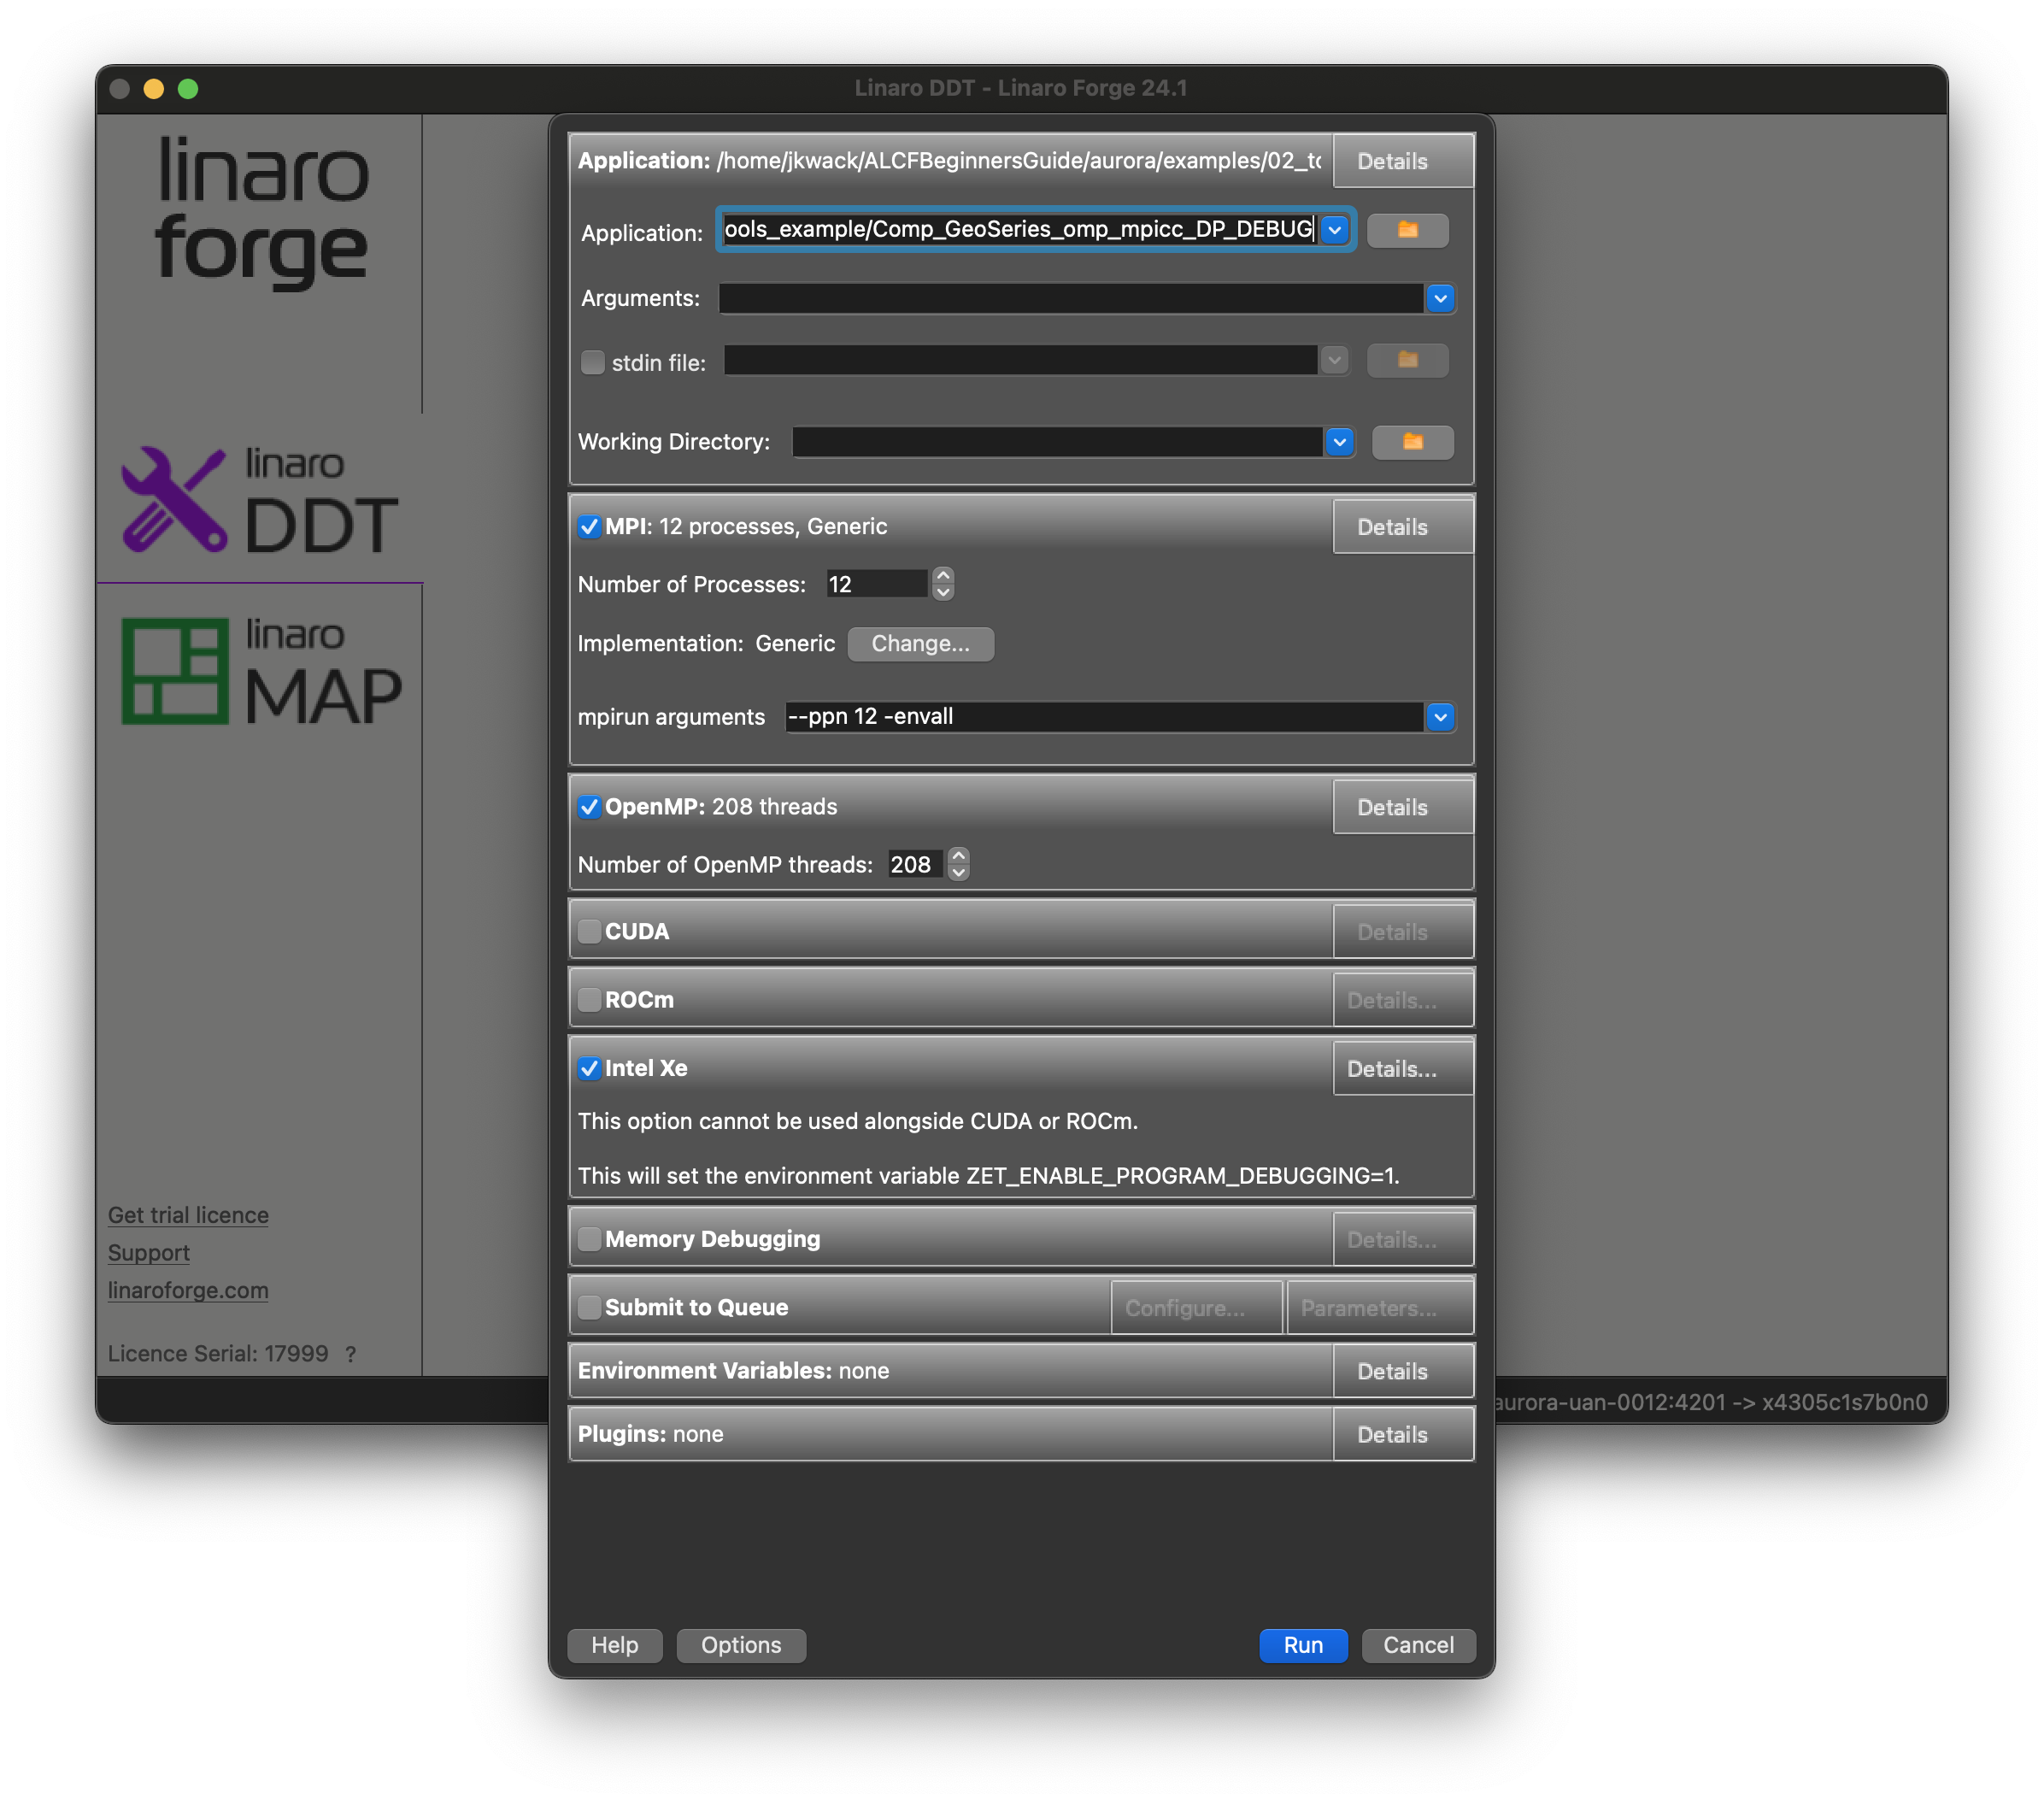 Linaro DDT - Linaro Forge 24.1
linaro
forge
linaro
DDT
linaro
MAP
Get trial licence
Support
linaroforge.com
Licence Serial: 17999 ?
Application: /home/jkwack/ALCFBeginnersGuide/aurora/examples/02_to Details
Application: ools_example/Comp_GeoSeries_omp_mpicc_DP_DEBUG
Arguments:
stdin file:
Working Directory:
MPI: 12 processes, Generic Details
Number of Processes: 12
Implementation: Generic Change...
mpirun arguments --ppn 12 -envall
OpenMP: 208 threads Details
Number of OpenMP threads: 208
CUDA Details
ROCm Details...
Intel Xe Details...
This option cannot be used alongside CUDA or ROCm.
This will set the environment variable ZET_ENABLE_PROGRAM_DEBUGGING=1.
Memory Debugging Details...
Submit to Queue Configure... Parameters...
Environment Variables: none Details
Plugins: none Details
Help Options Run Cancel
aurora-uan-0012:4201 -> x4305c1s7b0n0